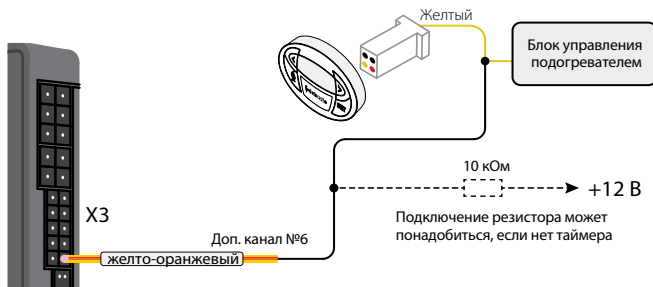 Желтый
Блок управления
подогревателем
10 кОм
+12 В
X3
Подключение резистора может
понадобиться, если нет таймера
Доп. канал №6
желто-оранжевый